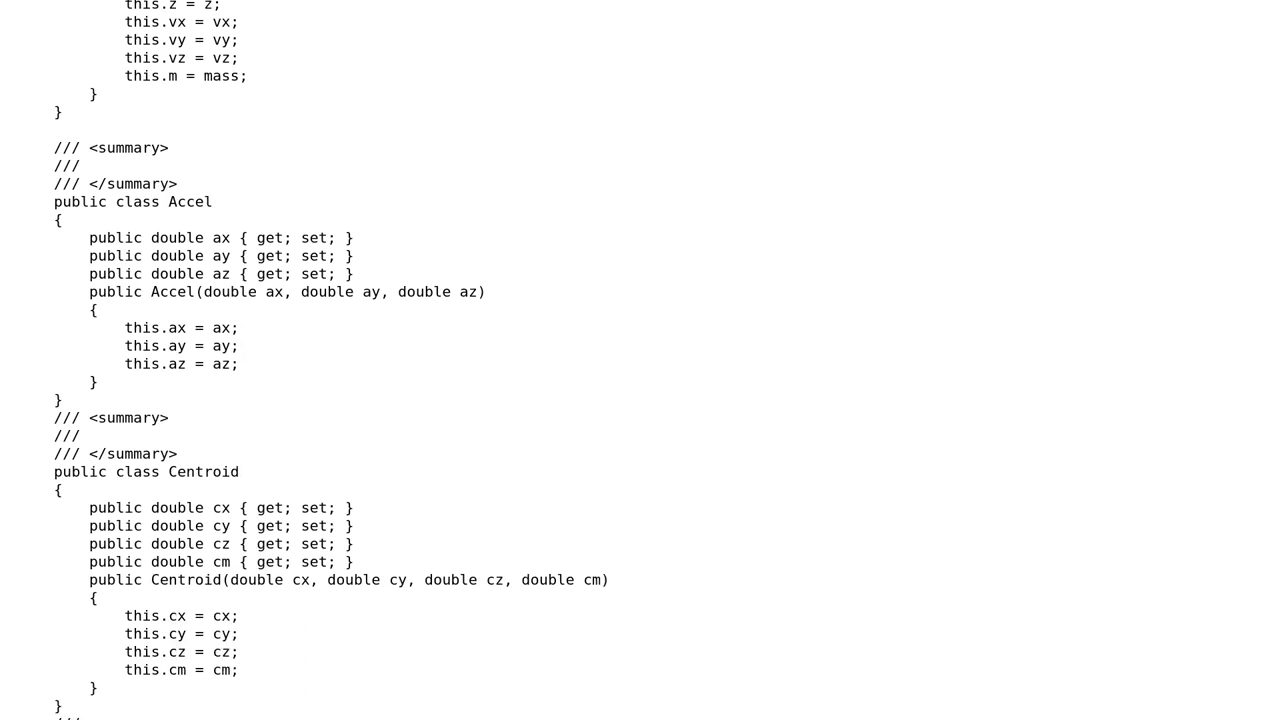 this.z = z;
this.vx = vx;
this.vy = vy;
this.vz = vz;
this.m = mass;
}
}
/// <summary>
///
/// </summary>
public class Accel
{
public double ax { get; set; }
public double ay { get; set; }
public double az { get; set; }
public Accel(double ax, double ay, double az)
{
this.ax = ax;
this.ay = ay;
this.az = az;
}
}
/// <summary>
///
/// </summary>
public class Centroid
{
public double cx { get; set; }
public double cy { get; set; }
public double cz { get; set; }
public double cm { get; set; }
public Centroid(double cx, double cy, double cz, double cm)
{
this.cx = cx;
this.cy = cy;
this.cz = cz;
this.cm = cm;
}
}
///